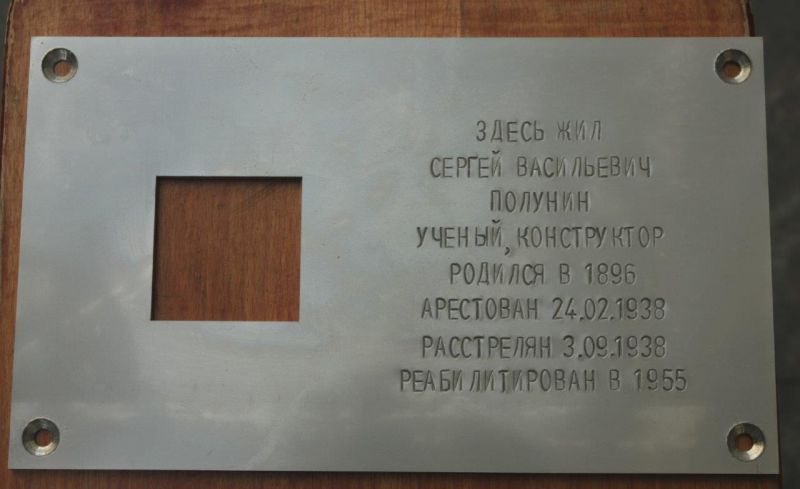 ЗДЕСЬ ЖИЛ
СЕРГЕЙ ВАСИЛЬЕВИЧ
ПОЛУНИН
УЧЕНЫЙ, КОНСТРУКТОР
РОДИЛСЯ В 1896
АРЕСТОВАН 24.02.1938
РАССТРЕЛЯН 3.09.1938
РЕАБИЛИТИРОВАН В 1955